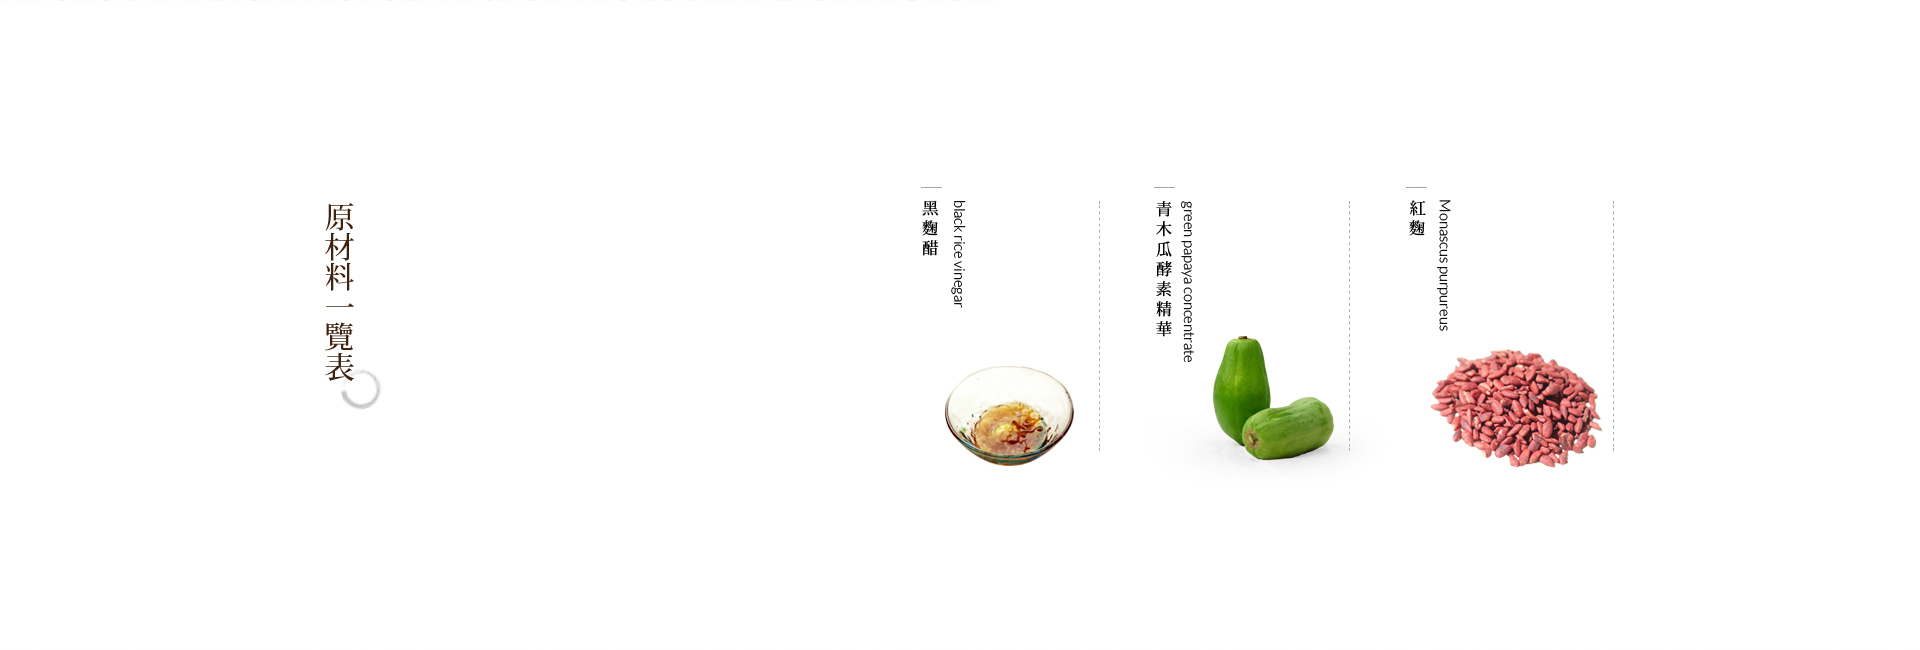 原材料一覽表
黑麴醋
black rice vinegar
青木瓜酵素精華
green papaya concentrate
紅麴
Monascus purpureus